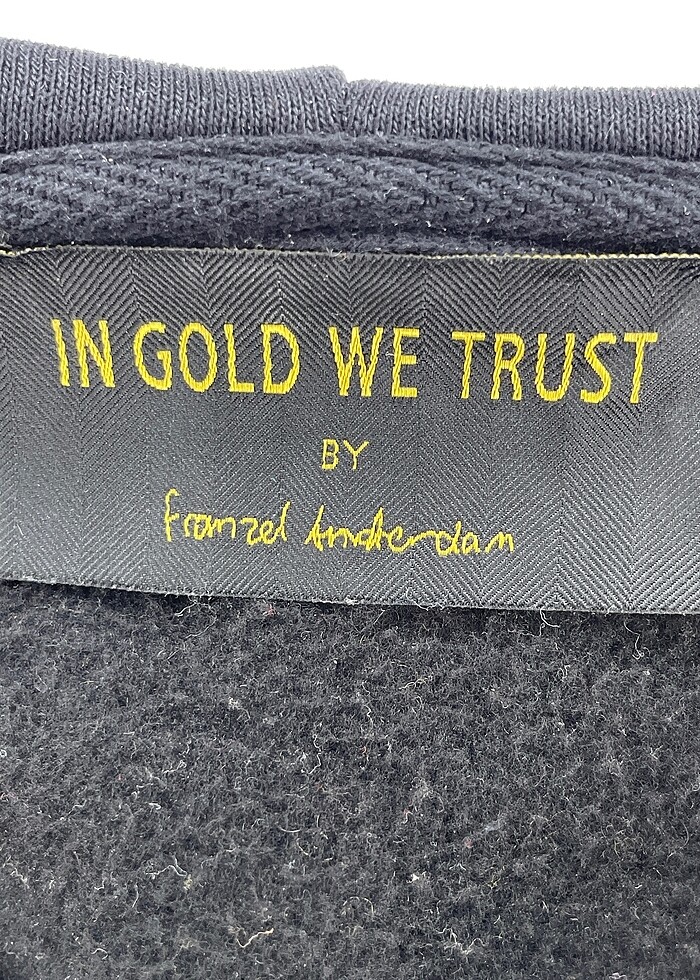 IN GOLD WE TRUST
BY
Franzel Amsterdam